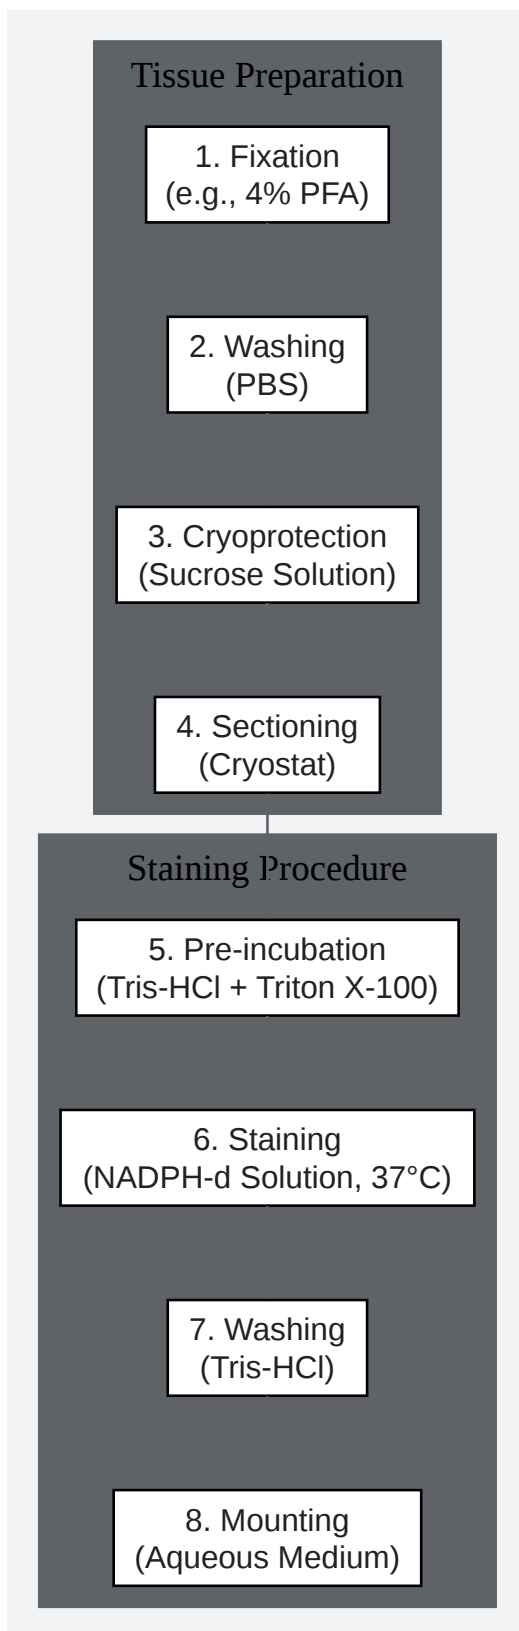 Tissue Preparation
1. Fixation
(e.g., 4% PFA)
2. Washing
(PBS)
3. Cryoprotection
(Sucrose Solution)
4. Sectioning
(Cryostat)
Staining Procedure
5. Pre-incubation
(Tris-HCl + Triton X-100)
6. Staining
(NADPH-d Solution, 37°C)
7. Washing
(Tris-HCl)
8. Mounting
(Aqueous Medium)